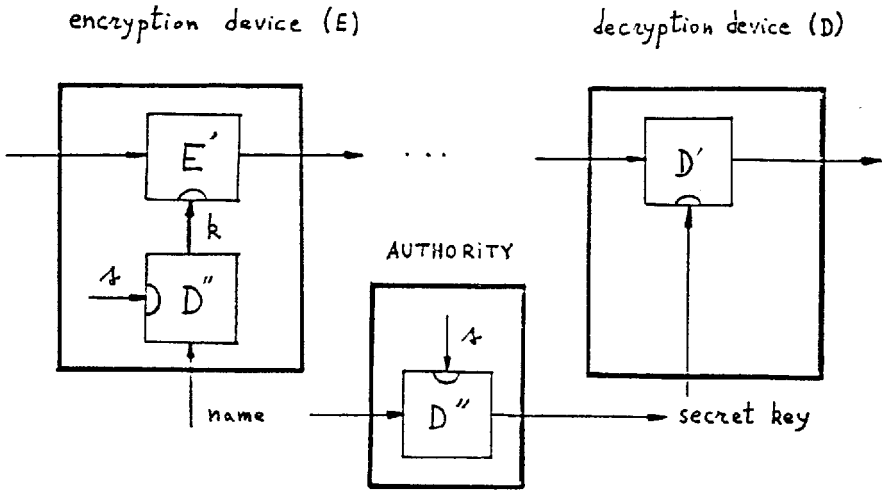 encryption device (E)
decryption device (D)
E'
D'
k
AUTHORITY
s
D"
s
name
D"
secret key